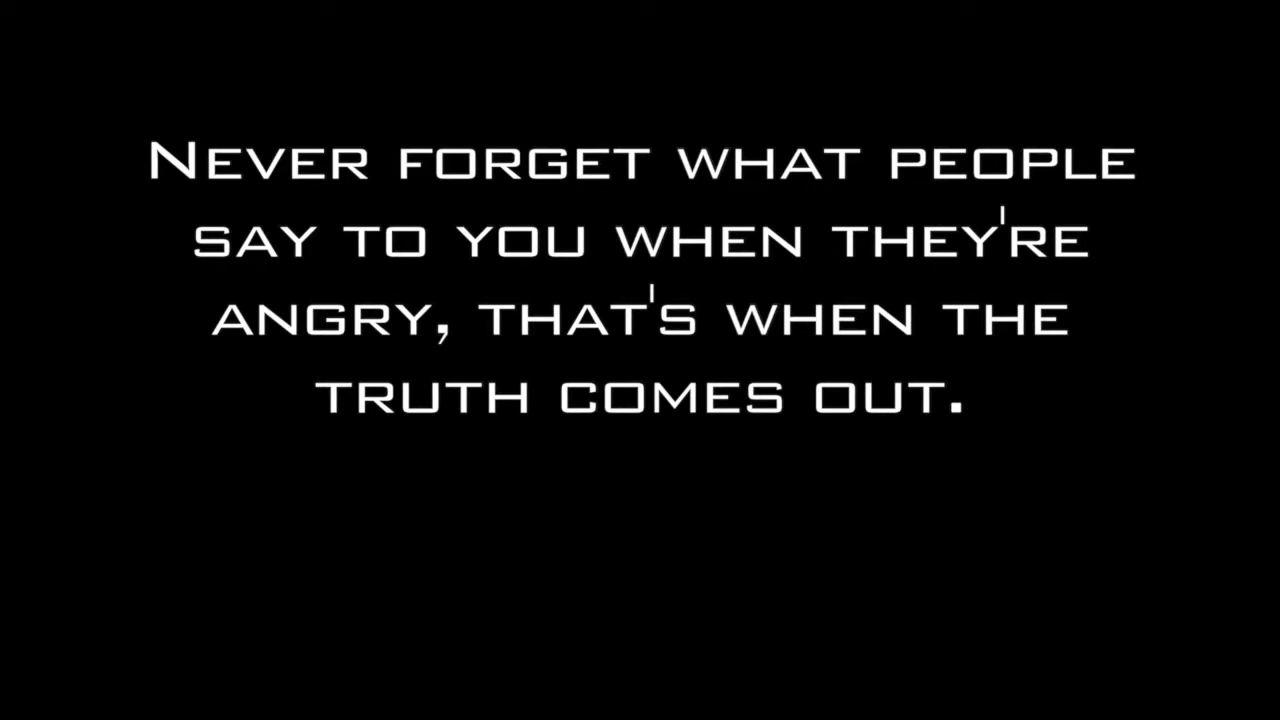 Never forget what people
say to you when they're
angry, that's when the
truth comes out.